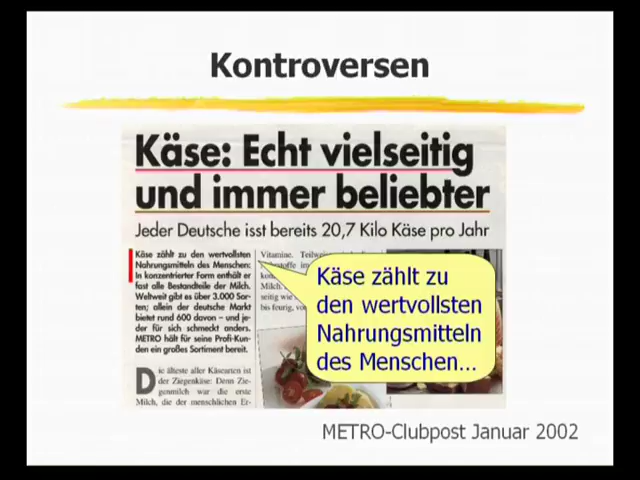 Kontroversen
Käse: Echt vielseitig
und immer beliebter
Jeder Deutsche isst bereits 20,7 Kilo Käse pro Jahr
Käse zählt zu den wertvollsten
Nahrungsmitteln des Menschen:
In konzentrierter Form enthält er
fast alle Bestandteile der Milch.
Weltweit gibt es über 3.000 Sor-
ten; allein der deutsche Markt
bietet rund 600 davon – und je-
der für sich schmeckt anders.
METRO hält für seine Profi-Kun-
den ein großes Sortiment bereit.
Die älteste aller Käsearten ist
der Ziegenkäse: Denn Zie-
genmilch war die erste
Milch, die der menschlichen Er-
Vitamine.
Milch.
seitig wie
bis feurig,
Käse zählt zu
den wertvollsten
Nahrungsmitteln
des Menschen...
METRO-Clubpost Januar 2002